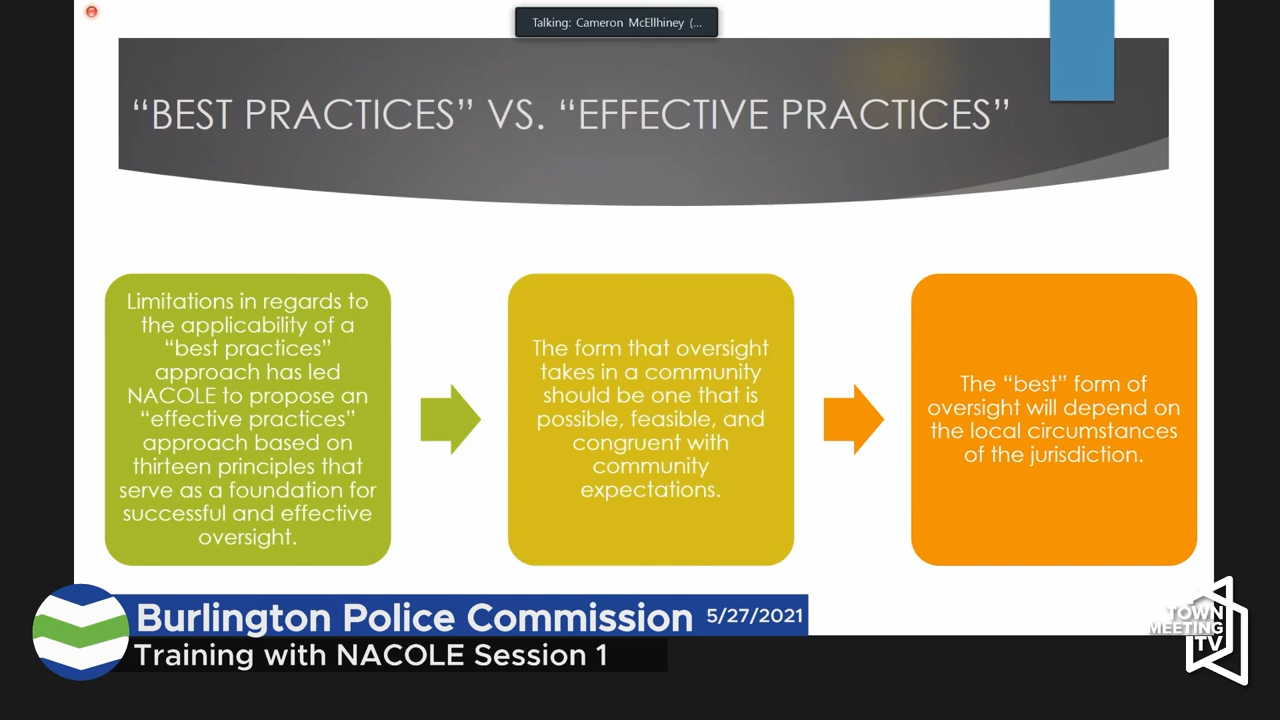 Talking: Cameron McEllhiney (...
“BEST PRACTICES” VS. “EFFECTIVE PRACTICES”
Limitations in regards to
the applicability of a
“best practices”
approach has led
NACOLE to propose an
“effective practices”
approach based on
thirteen principles that
serve as a foundation for
successful and effective
oversight.
The form that oversight
takes in a community
should be one that is
possible, feasible, and
congruent with
community
expectations.
The “best” form of
oversight will depend on
the local circumstances
of the jurisdiction.
Burlington Police Commission 5/27/2021
Training with NACOLE Session 1
TOWN
MEETING
TV